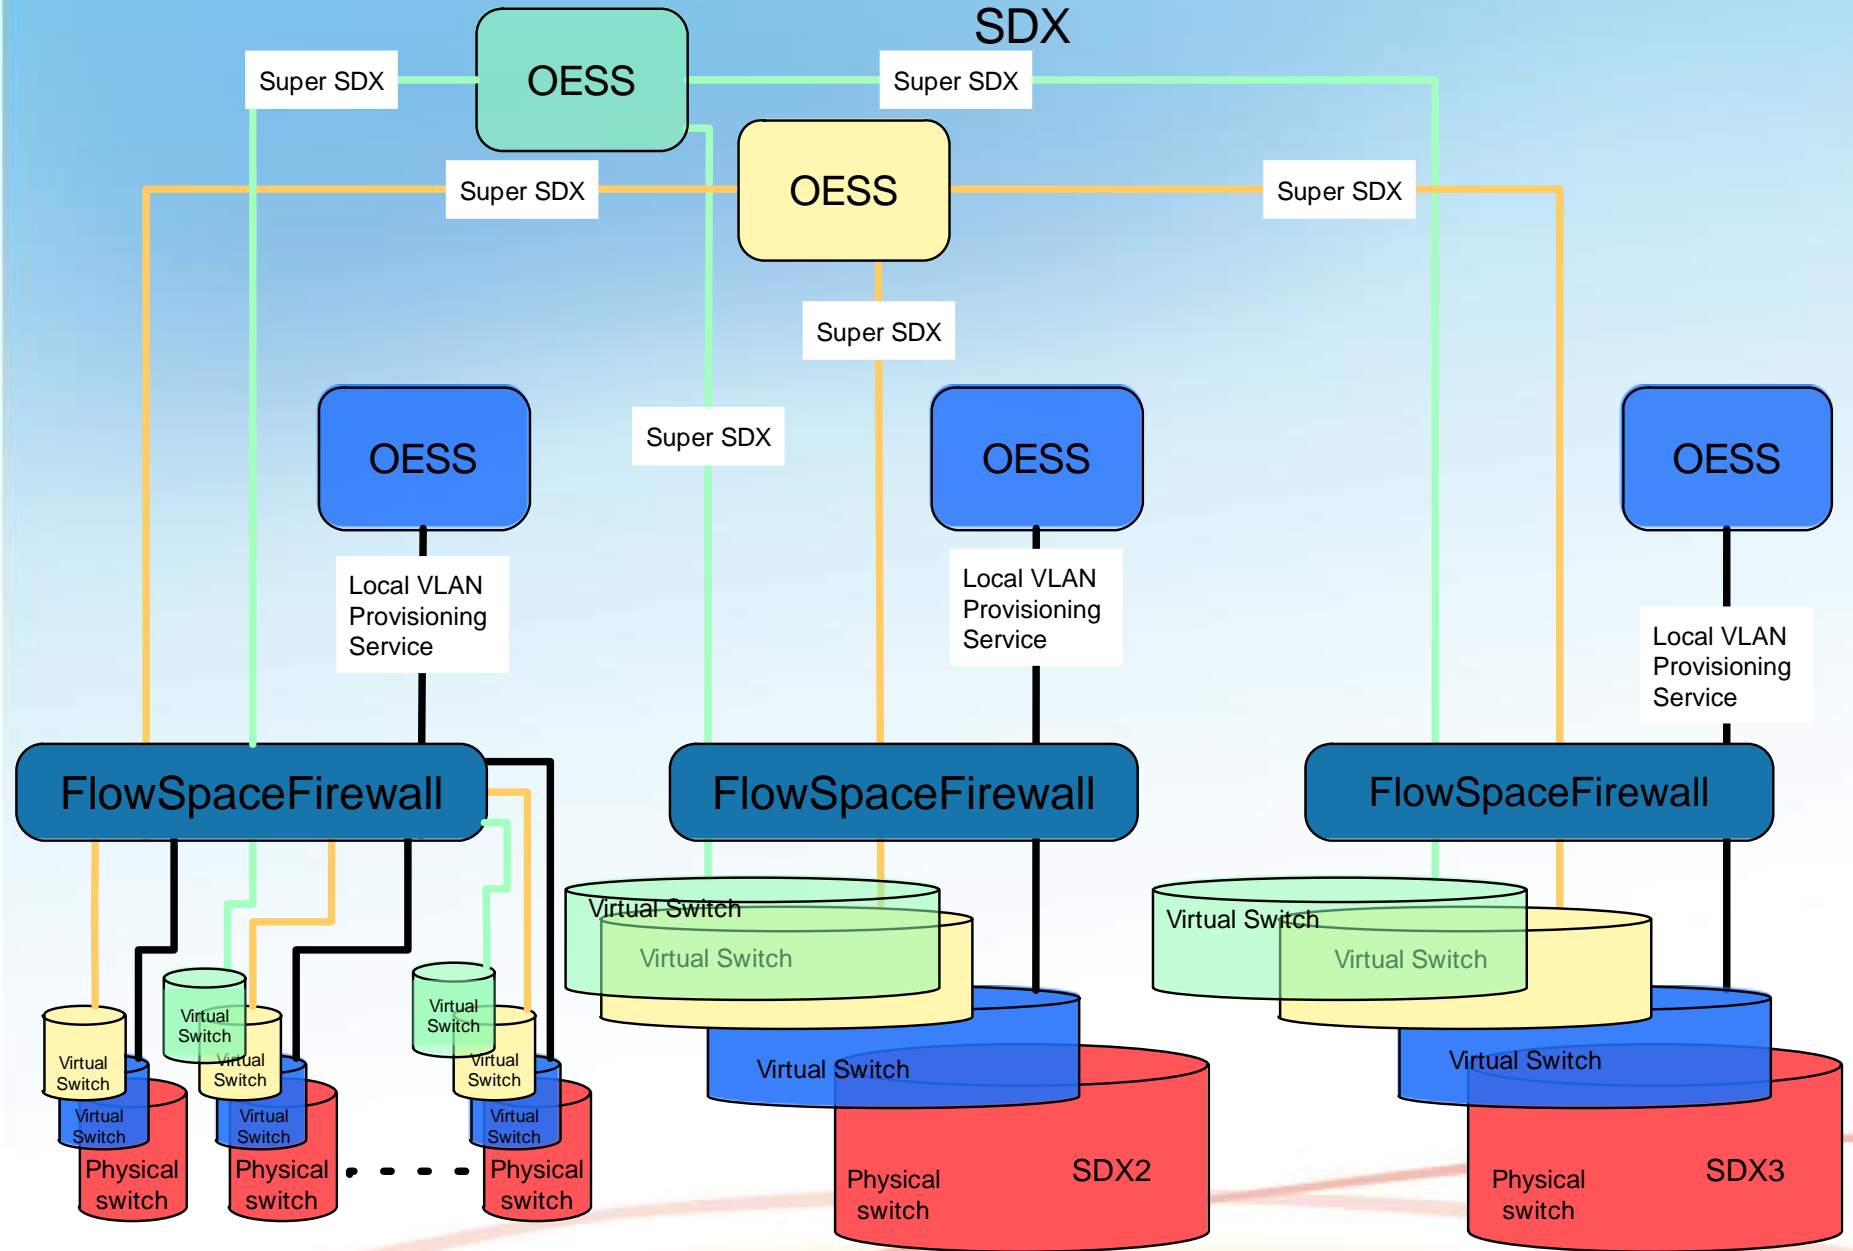 SDX
Super SDX
OESS
Super SDX
Super SDX
OESS
Super SDX
Super SDX
Super SDX
OESS
OESS
OESS
Local VLAN
Provisioning
Service
Local VLAN
Provisioning
Service
Local VLAN
Provisioning
Service
FlowSpaceFirewall
FlowSpaceFirewall
FlowSpaceFirewall
Virtual Switch
Virtual Switch
Virtual Switch
Virtual Switch
Virtual Switch
Virtual Switch
Virtual
Switch
Virtual
Switch
Virtual
Switch
Virtual
Switch
Virtual
Switch
Virtual
Switch
Virtual
Switch
Virtual
Switch
Physical
switch
Physical
switch
Physical
switch
Physical
switch
SDX2
Physical
switch
SDX3